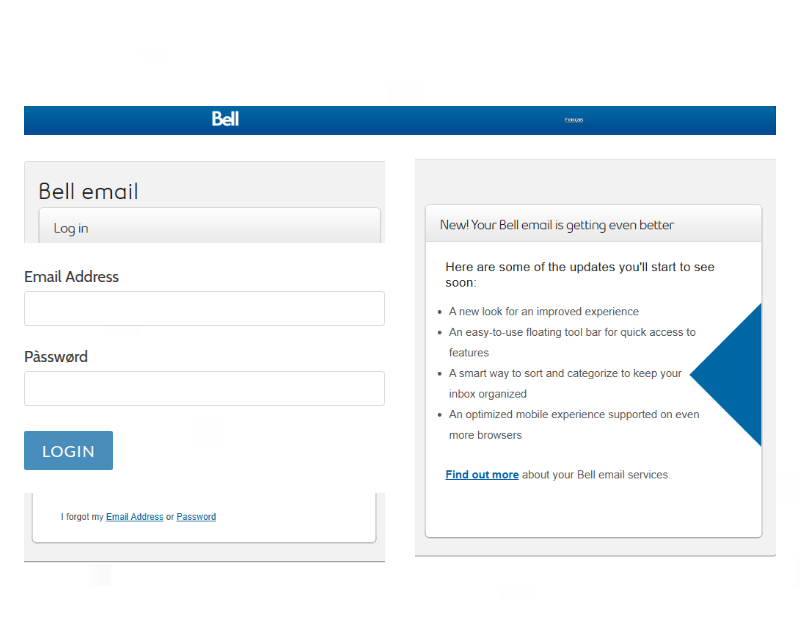 Bell
Français
Bell email
Log in
Email Address
Pàsswørd
LOGIN
I forgot my Email Address or Password
New! Your Bell email is getting even better
Here are some of the updates you'll start to see
soon:
• A new look for an improved experience
• An easy-to-use floating tool bar for quick access to
features
• A smart way to sort and categorize to keep your
inbox organized
• An optimized mobile experience supported on even
more browsers
Find out more about your Bell email services.